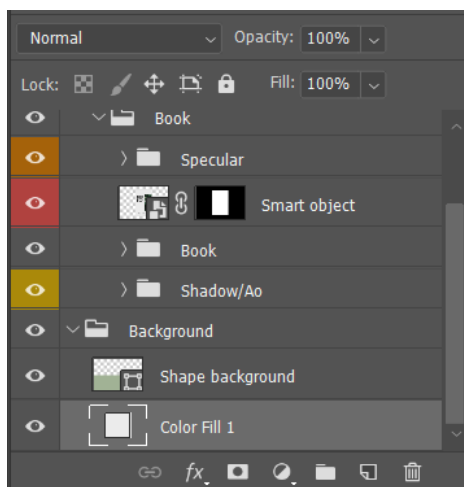 Normal Opacity: 100%
Lock: Fill: 100%
Book
Specular
Smart object
Book
Shadow/Ao
Background
Shape background
Color Fill 1
fx